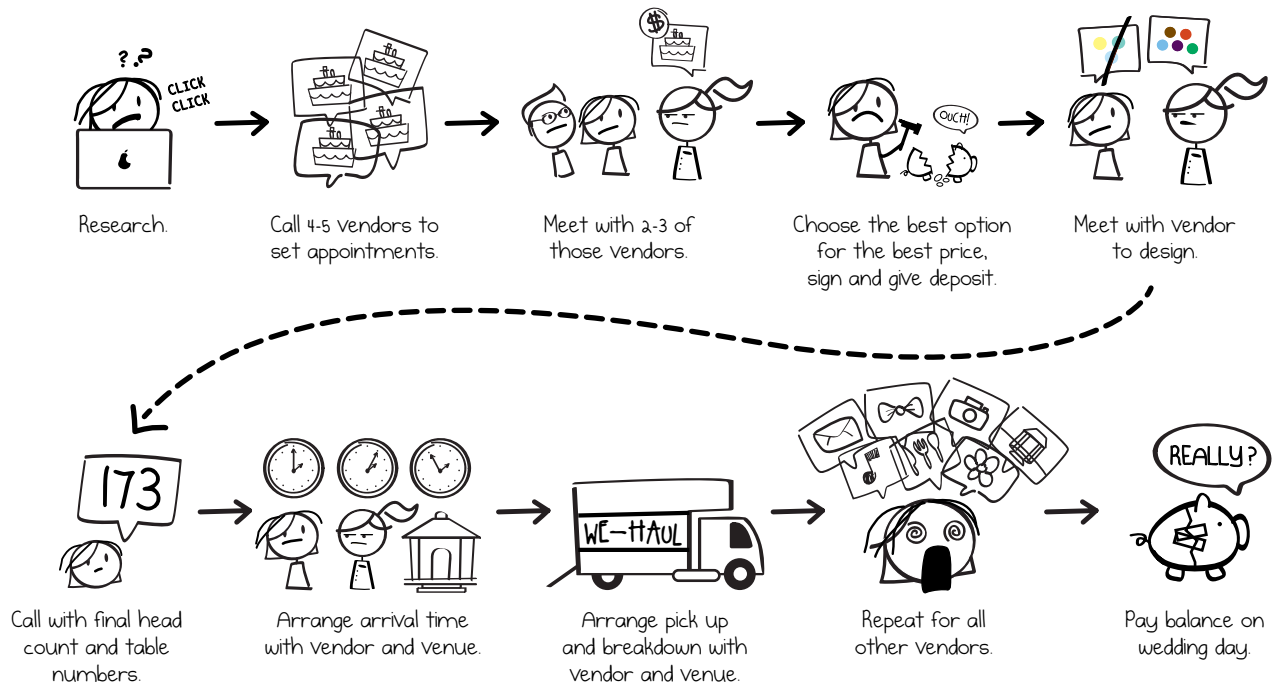 ? ? ?
CLICK
CLICK
Research.
Call 4-5 vendors to
set appointments.
$
Meet with 2-3 of
those vendors.
OUCH!
Choose the best option
for the best price,
sign and give deposit.
Meet with vendor
to design.
173
Call with final head
count and table
numbers.
Arrange arrival time
with vendor and venue.
WE-HAUL
Arrange pick up
and breakdown with
vendor and venue.
Repeat for all
other vendors.
REALLY?
Pay balance on
wedding day.